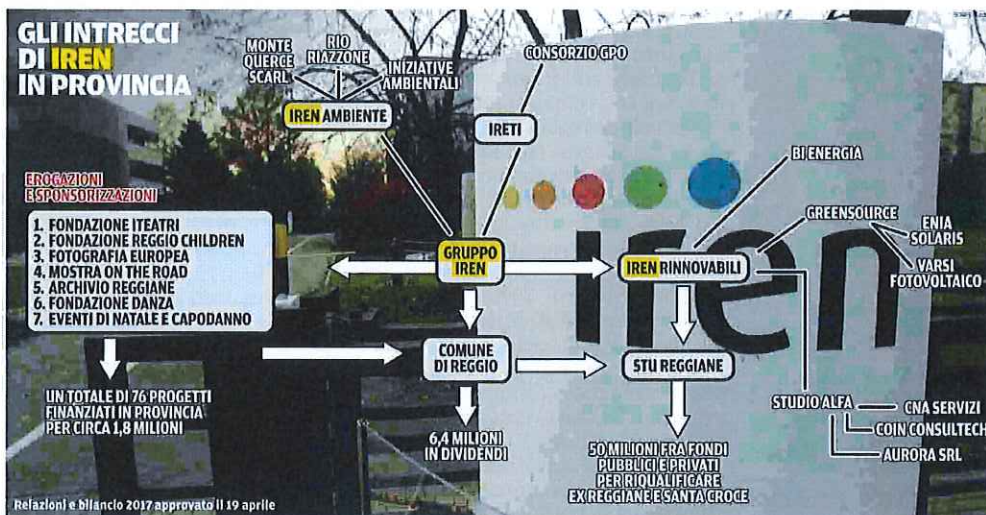 GLI INTRECCI
DI IREN
IN PROVINCIA
MONTE
QUERCE
SCARL
RIO
RIAZZONE
INIZIATIVE
AMBIENTALI
CONSORZIO GPO
IREN AMBIENTE
IRETI
BI ENERGIA
GREENSOURCE
ENIA
SOLARIS
VARSI
FOTOVOLTAICO
EROGAZIONI
E SPONSORIZZAZIONI
1. FONDAZIONE ITEATRI
2. FONDAZIONE REGGIO CHILDREN
3. FOTOGRAFIA EUROPEA
4. MOSTRA ON THE ROAD
5. ARCHIVIO REGGIANE
6. FONDAZIONE DANZA
7. EVENTI DI NATALE E CAPODANNO
GRUPPO
IREN
IREN RINNOVABILI
iren
COMUNE
DI REGGIO
STU REGGIANE
UN TOTALE DI 76 PROGETTI
FINANZIATI IN PROVINCIA
PER CIRCA 1,8 MILIONI
6,4 MILIONI
IN DIVIDENDI
50 MILIONI FRA FONDI
PUBBLICI E PRIVATI
PER RIQUALIFICARE
EX REGGIANE E SANTA CROCE
STUDIO ALFA
CNA SERVIZI
COIN CONSULTECH
AURORA SRL
Relazioni e bilancio 2017 approvato il 19 aprile